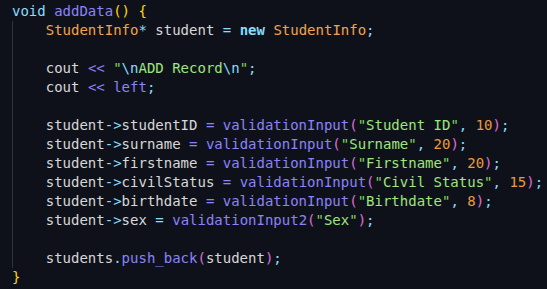 void addData() {
    StudentInfo* student = new StudentInfo;

    cout << "\nADD Record\n";
    cout << left;

    student->studentID = validationInput("Student ID", 10);
    student->surname = validationInput("Surname", 20);
    student->firstname = validationInput("Firstname", 20);
    student->civilStatus = validationInput("Civil Status", 15);
    student->birthdate = validationInput("Birthdate", 8);
    student->sex = validationInput2("Sex");

    students.push_back(student);
}